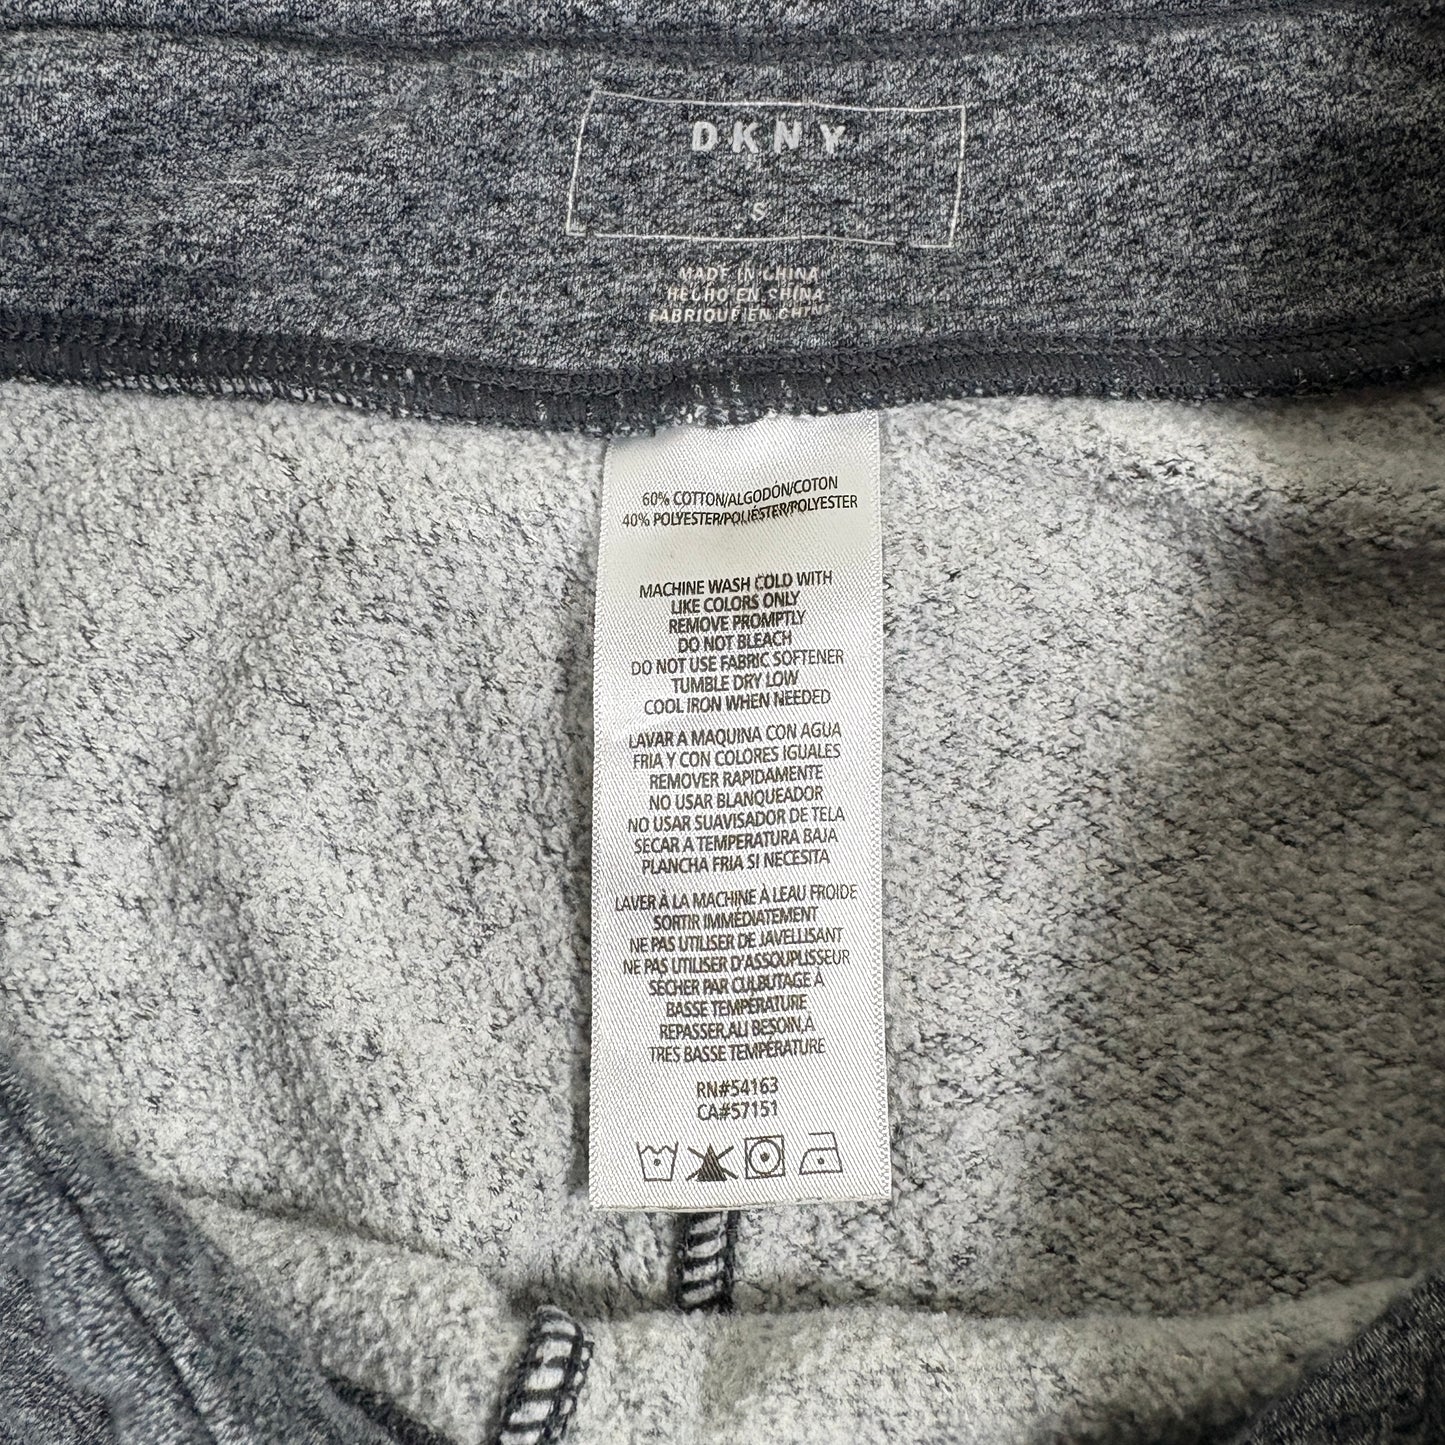 DKNY
S
MADE IN CHINA
HECHO EN CHINA
FABRIQUE EN CHINE
60% COTTON/ALGODÓN/COTON
40% POLYESTER/POLIÉSTER/POLYESTER
MACHINE WASH COLD WITH
LIKE COLORS ONLY
REMOVE PROMPTLY
DO NOT BLEACH
DO NOT USE FABRIC SOFTENER
TUMBLE DRY LOW
COOL IRON WHEN NEEDED
LAVAR A MAQUINA CON AGUA
FRIA Y CON COLORES IGUALES
REMOVER RAPIDAMENTE
NO USAR BLANQUEADOR
NO USAR SUAVISADOR DE TELA
SECAR A TEMPERATURA BAJA
PLANCHA FRIA SI NECESITA
LAVER À LA MACHINE À LEAU FROIDE
SORTIR IMMÉDIATEMENT
NE PAS UTILISER DE JAVELLISANT
NE PAS UTILISER D'ASSOUPLISSEUR
SÉCHER PAR CULBUTAGE À
BASSE TEMPÉRATURE
REPASSER, AU BESOIN, À
TRES BASSE TEMPÉRATURE
RN#54163
CA#57151